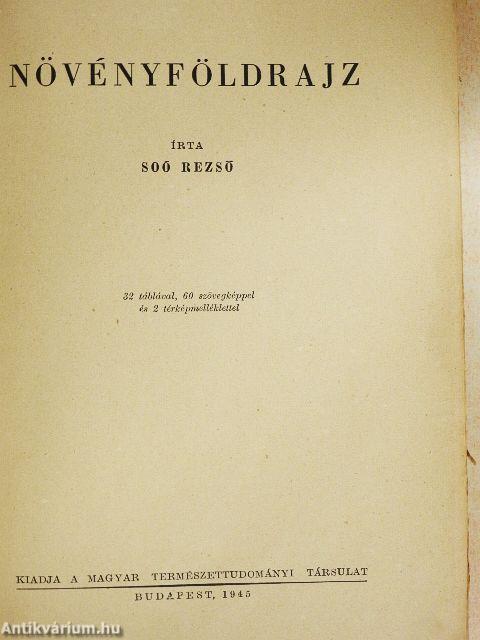 NÖVÉNYFÖLDRAJZ
ÍRTA
SOÓ REZSŐ
32 táblával, 60 szövegképpel
és 2 térképmelléklettel
KIADJA A MAGYAR TERMÉSZETTUDOMÁNYI TÁRSULAT
BUDAPEST, 1945
Antikvárium.hu